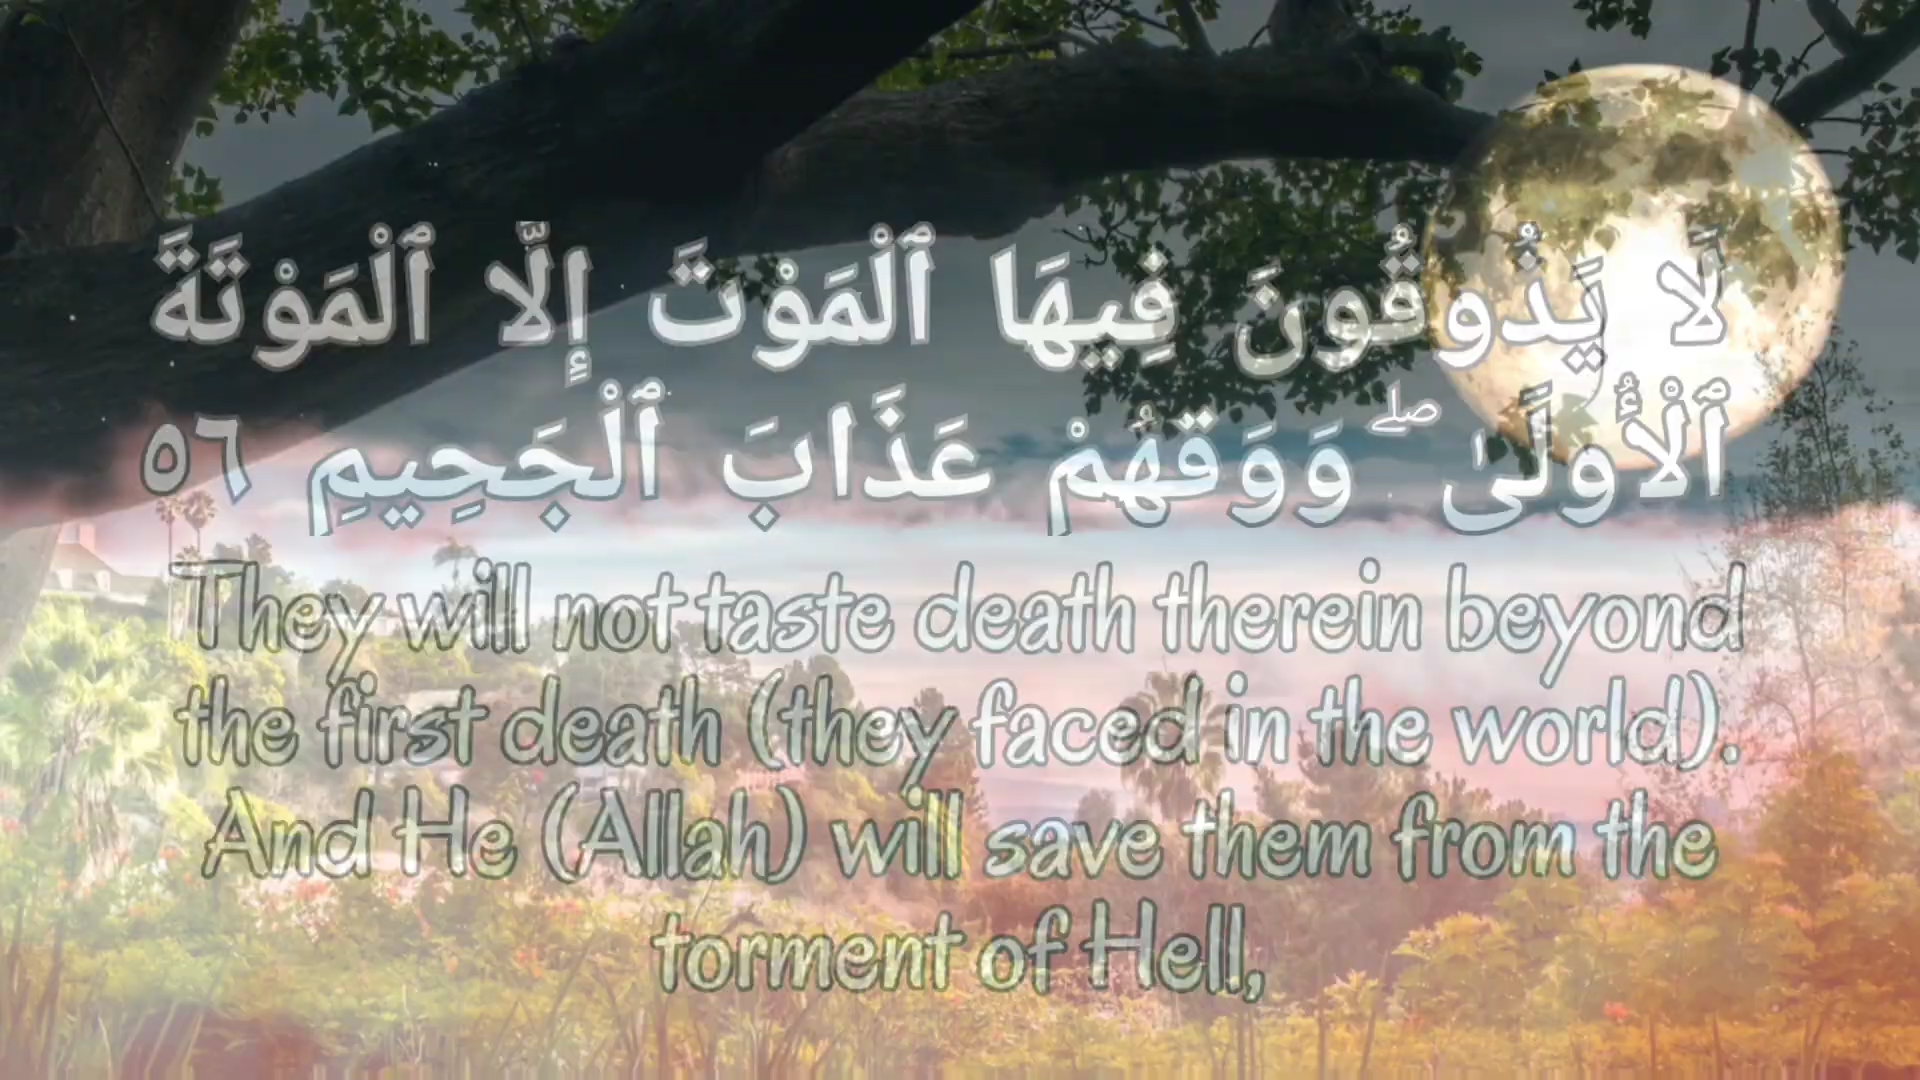 لَا يَذُوقُونَ فِيهَا ٱلْمَوْتَ إِلَّا ٱلْمَوْتَةَ
ٱلْأُولَىٰ ۖ وَوَقَىٰهُمْ عَذَابَ ٱلْجَحِيمِ ٥٦
They will not taste death therein beyond
the first death (they faced in the world).
And He (Allah) will save them from the
torment of Hell,